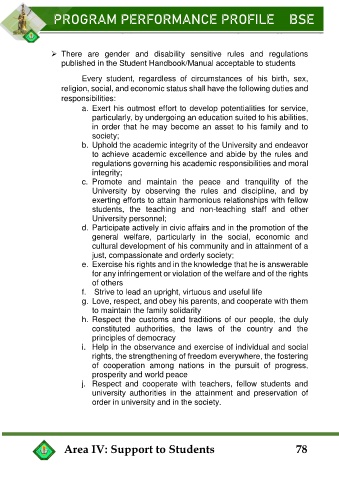 PROGRAM PERFORMANCE PROFILE BSE
➢ There are gender and disability sensitive rules and regulations
published in the Student Handbook/Manual acceptable to students
Every student, regardless of circumstances of his birth, sex,
religion, social, and economic status shall have the following duties and
responsibilities:
a. Exert his outmost effort to develop potentialities for service,
particularly, by undergoing an education suited to his abilities,
in order that he may become an asset to his family and to
society;
b. Uphold the academic integrity of the University and endeavor
to achieve academic excellence and abide by the rules and
regulations governing his academic responsibilities and moral
integrity;
c. Promote and maintain the peace and tranquility of the
University by observing the rules and discipline, and by
exerting efforts to attain harmonious relationships with fellow
students, the teaching and non-teaching staff and other
University personnel;
d. Participate actively in civic affairs and in the promotion of the
general welfare, particularly in the social, economic and
cultural development of his community and in attainment of a
just, compassionate and orderly society;
e. Exercise his rights and in the knowledge that he is answerable
for any infringement or violation of the welfare and of the rights
of others
f. Strive to lead an upright, virtuous and useful life
g. Love, respect, and obey his parents, and cooperate with them
to maintain the family solidarity
h. Respect the customs and traditions of our people, the duly
constituted authorities, the laws of the country and the
principles of democracy
i. Help in the observance and exercise of individual and social
rights, the strengthening of freedom everywhere, the fostering
of cooperation among nations in the pursuit of progress,
prosperity and world peace
j. Respect and cooperate with teachers, fellow students and
university authorities in the attainment and preservation of
order in university and in the society.
Area IV: Support to Students 78